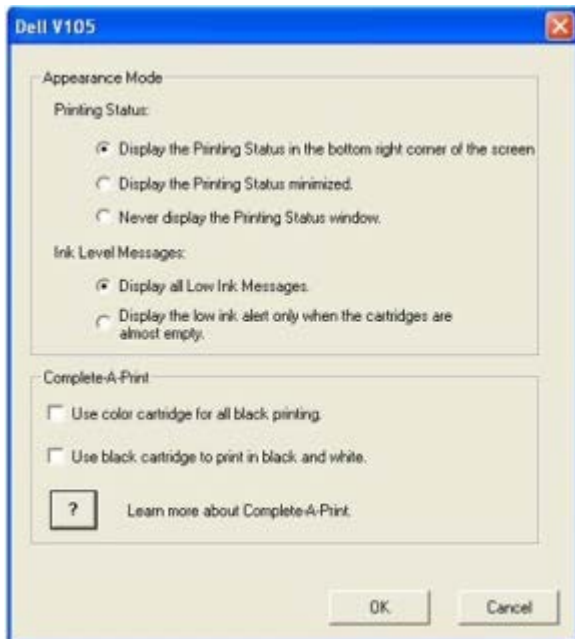 Dell V105
Appearance Mode
Printing Status:
Display the Printing Status in the bottom right corner of the screen
Display the Printing Status minimized.
Never display the Printing Status window.
Ink Level Messages:
Display all Low Ink Messages.
Display the low ink alert only when the cartridges are
almost empty.
Complete-A-Print
Use color cartridge for all black printing.
Use black cartridge to print in black and white.
?
Learn more about Complete-A-Print.
OK
Cancel